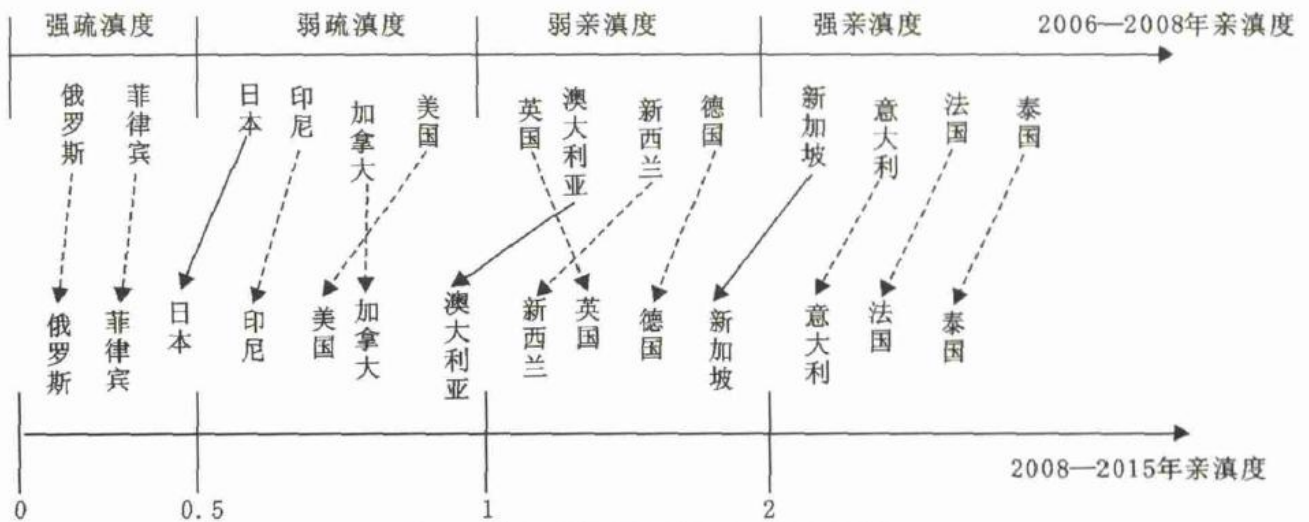 强疏滇度 弱疏滇度 弱亲滇度 强亲滇度 2006—2008年亲滇度
俄罗斯 菲律宾 日本 印尼 加拿大 美国 英国 澳大利亚 新西兰 德国 新加坡 意大利 法国 泰国
俄罗斯 菲律宾 日本 印尼 美国 加拿大 澳大利亚 新西兰 英国 德国 新加坡 意大利 法国 泰国
2008—2015年亲滇度
0 0.5 1 2